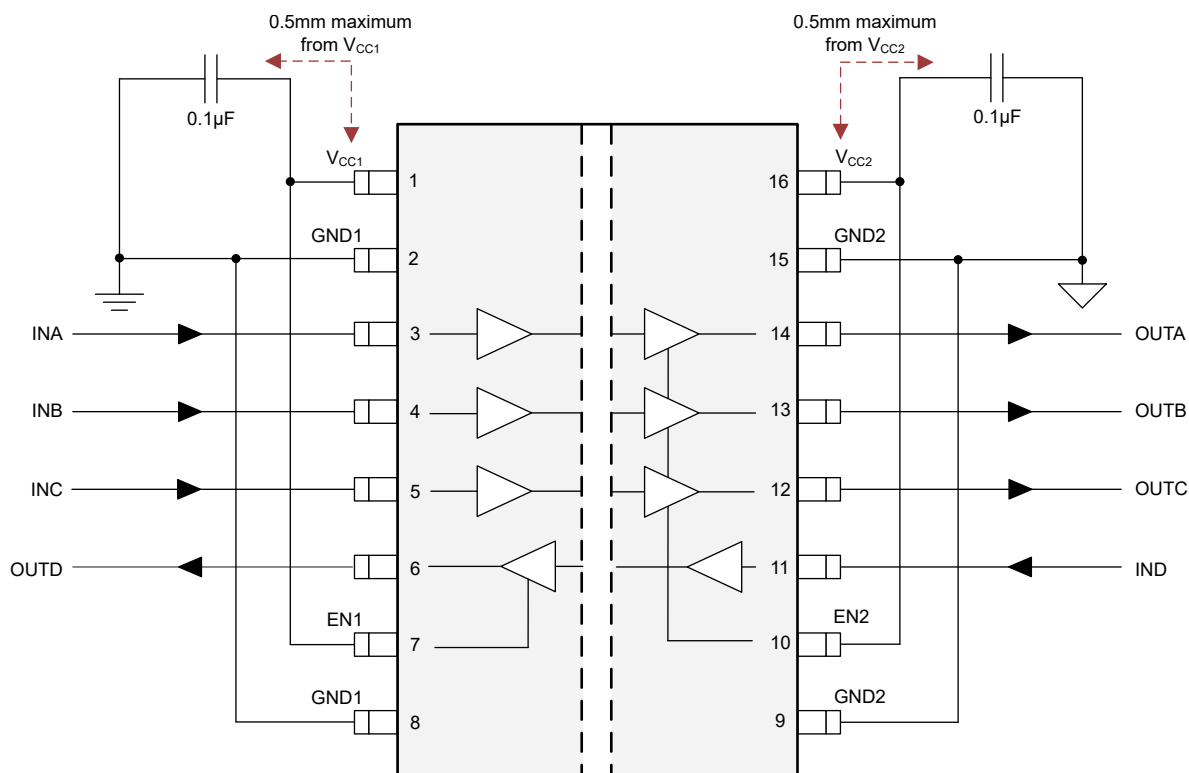 0.5mm maximum
from VCC1
0.5mm maximum
from VCC2
0.1µF
0.1µF
VCC1
VCC2
1
16
GND1
GND2
2
15
INA
3
14
OUTA
INB
4
13
OUTB
INC
5
12
OUTC
OUTD
6
11
IND
EN1
EN2
7
10
GND1
GND2
8
9